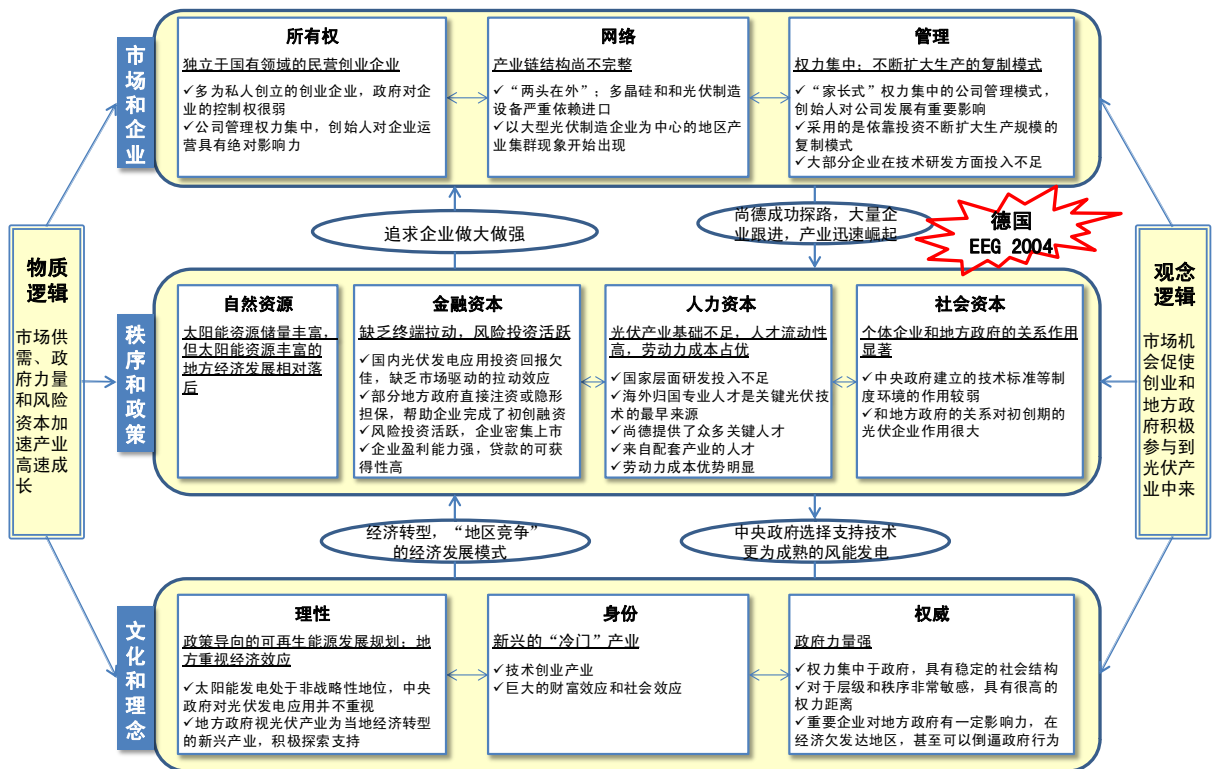 市场和企业
所有权
独立于国有领域的民营创业企业
✓多为私人创立的创业企业，政府对企
业的控制权很弱
✓公司管理权力集中，创始人对企业运
营具有绝对影响力
网络
产业链结构尚不完整
✓“两头在外”；多晶硅和和光伏制造
设备严重依赖进口
✓以大型光伏制造企业为中心的地区产
业集群现象开始出现
管理
权力集中；不断扩大生产的复制模式
✓“家长式”权力集中的公司管理模式，
创始人对公司发展有重要影响
✓采用的是依靠投资不断扩大生产规模的
复制模式
✓大部分企业在技术研发方面投入不足
追求企业做大做强
尚德成功探路，大量企
业跟进，产业迅速崛起
德国
EEG 2004
物质
逻辑
市场供
需、政
府力量
和风险
资本加
速产业
高速成
长
秩序和政策
自然资源
太阳能资源储量丰富，
但太阳能资源丰富的
地方经济发展相对落
后
金融资本
缺乏终端拉动，风险投资活跃
✓国内光伏发电应用投资回报欠
佳，缺乏市场驱动的拉动效应
✓部分地方政府直接注资或隐形
担保，帮助企业完成了初创融资
✓风险投资活跃，企业密集上市
✓企业盈利能力强，贷款的可获
得性高
人力资本
光伏产业基础不足，人才流动性
高，劳动力成本占优
✓国家层面研发投入不足
✓海外归国专业人才是关键光伏技
术的最早来源
✓尚德提供了众多关键人才
✓来自配套产业的人才
✓劳动力成本优势明显
社会资本
个体企业和地方政府的关系作用
显著
✓中央政府建立的技术标准等制
度环境的作用较弱
✓和地方政府的关系对初创期的
光伏企业作用很大
观念
逻辑
市场机
会促使
创业和
地方政
府积极
参与到
光伏产
业中来
经济转型，“地区竞争”
的经济发展模式
中央政府选择支持技术
更为成熟的风能发电
文化和理念
理性
政策导向的可再生能源发展规划；地
方重视经济效应
✓太阳能发电处于非战略性地位，中央
政府对光伏发电应用并不重视
✓地方政府视光伏产业为当地经济转型
的新兴产业，积极探索支持
身份
新兴的“冷门”产业
✓技术创业产业
✓巨大的财富效应和社会效应
权威
政府力量强
✓权力集中于政府，具有稳定的社会结构
✓对于层级和秩序非常敏感，具有很高的
权力距离
✓重要企业对地方政府有一定影响力，在
经济欠发达地区，甚至可以倒逼政府行为